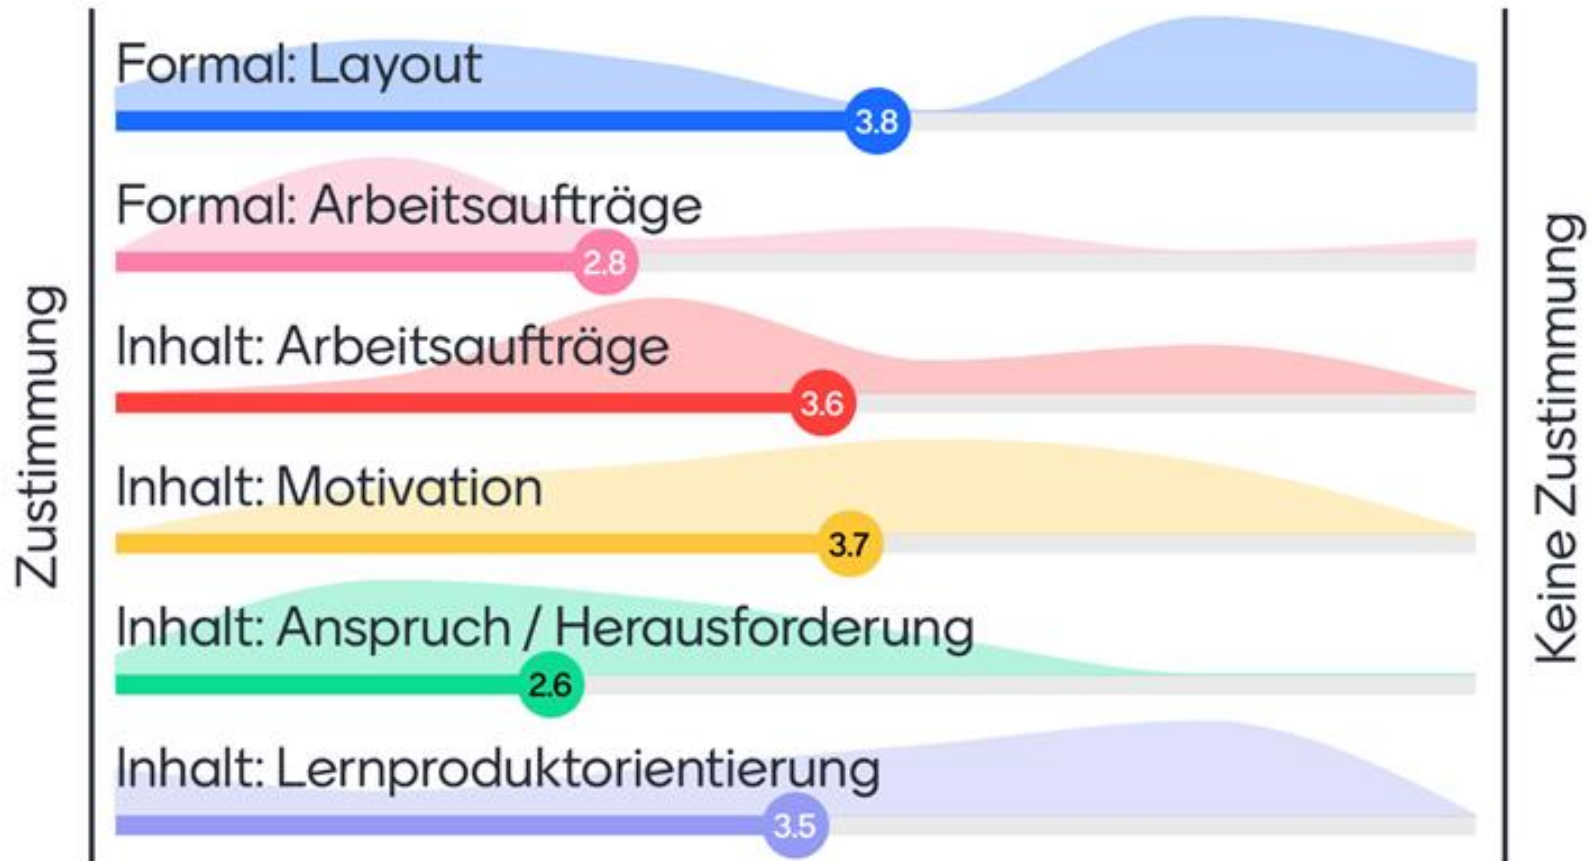 Zustimmung
Formal: Layout
3.8
Formal: Arbeitsaufträge
2.8
Inhalt: Arbeitsaufträge
3.6
Inhalt: Motivation
3.7
Inhalt: Anspruch / Herausforderung
2.6
Inhalt: Lernproduktorientierung
3.5
Keine Zustimmung